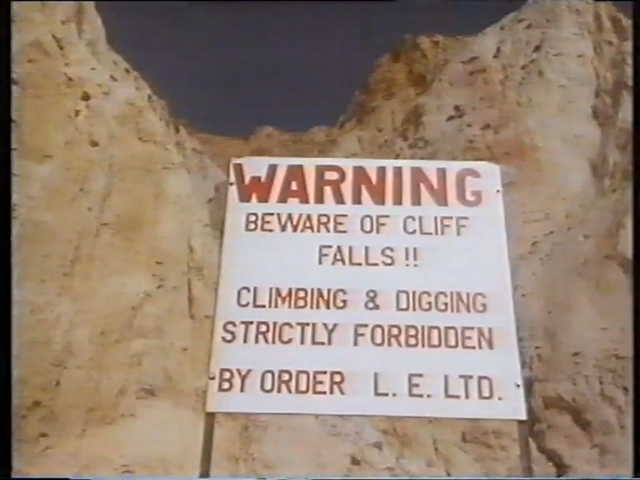 WARNING
BEWARE OF CLIFF
FALLS !!
CLIMBING & DIGGING
STRICTLY FORBIDDEN
BY ORDER L. E. LTD.